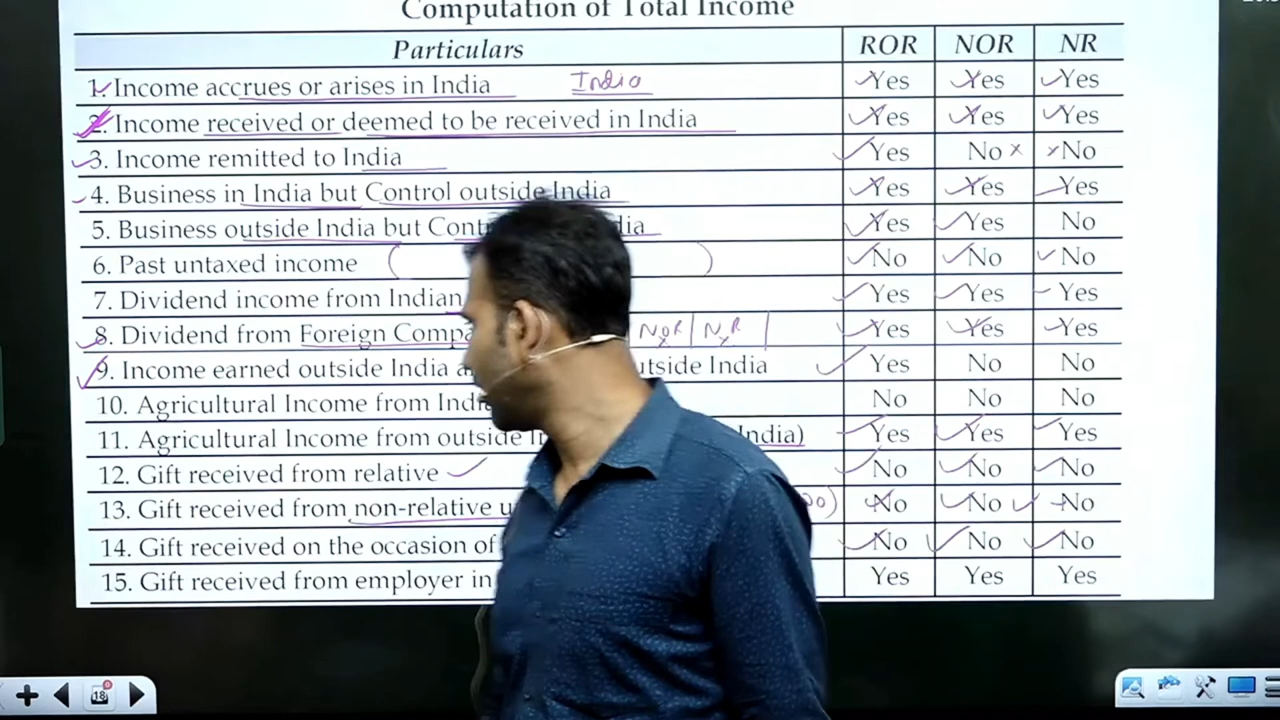 Computation of Total Income
Particulars ROR NOR NR
1. Income accrues or arises in India India Yes Yes Yes
2. Income received or deemed to be received in India Yes Yes Yes
3. Income remitted to India Yes No No
4. Business in India but Control outside India Yes Yes Yes
5. Business outside India but Yes Yes No
6. Past untaxed income No No No
7. Dividend income from Indian Yes Yes Yes
8. Dividend from Foreign NOR NR Yes Yes Yes
9. Income earned outside India outside India Yes No No
10. Agricultural Income from No No No
11. Agricultural Income from outside India) Yes Yes Yes
12. Gift received from relative No No No
13. Gift received from non-relative No No No
14. Gift received on the occasion of No No No
15. Gift received from employer in Yes Yes Yes
18